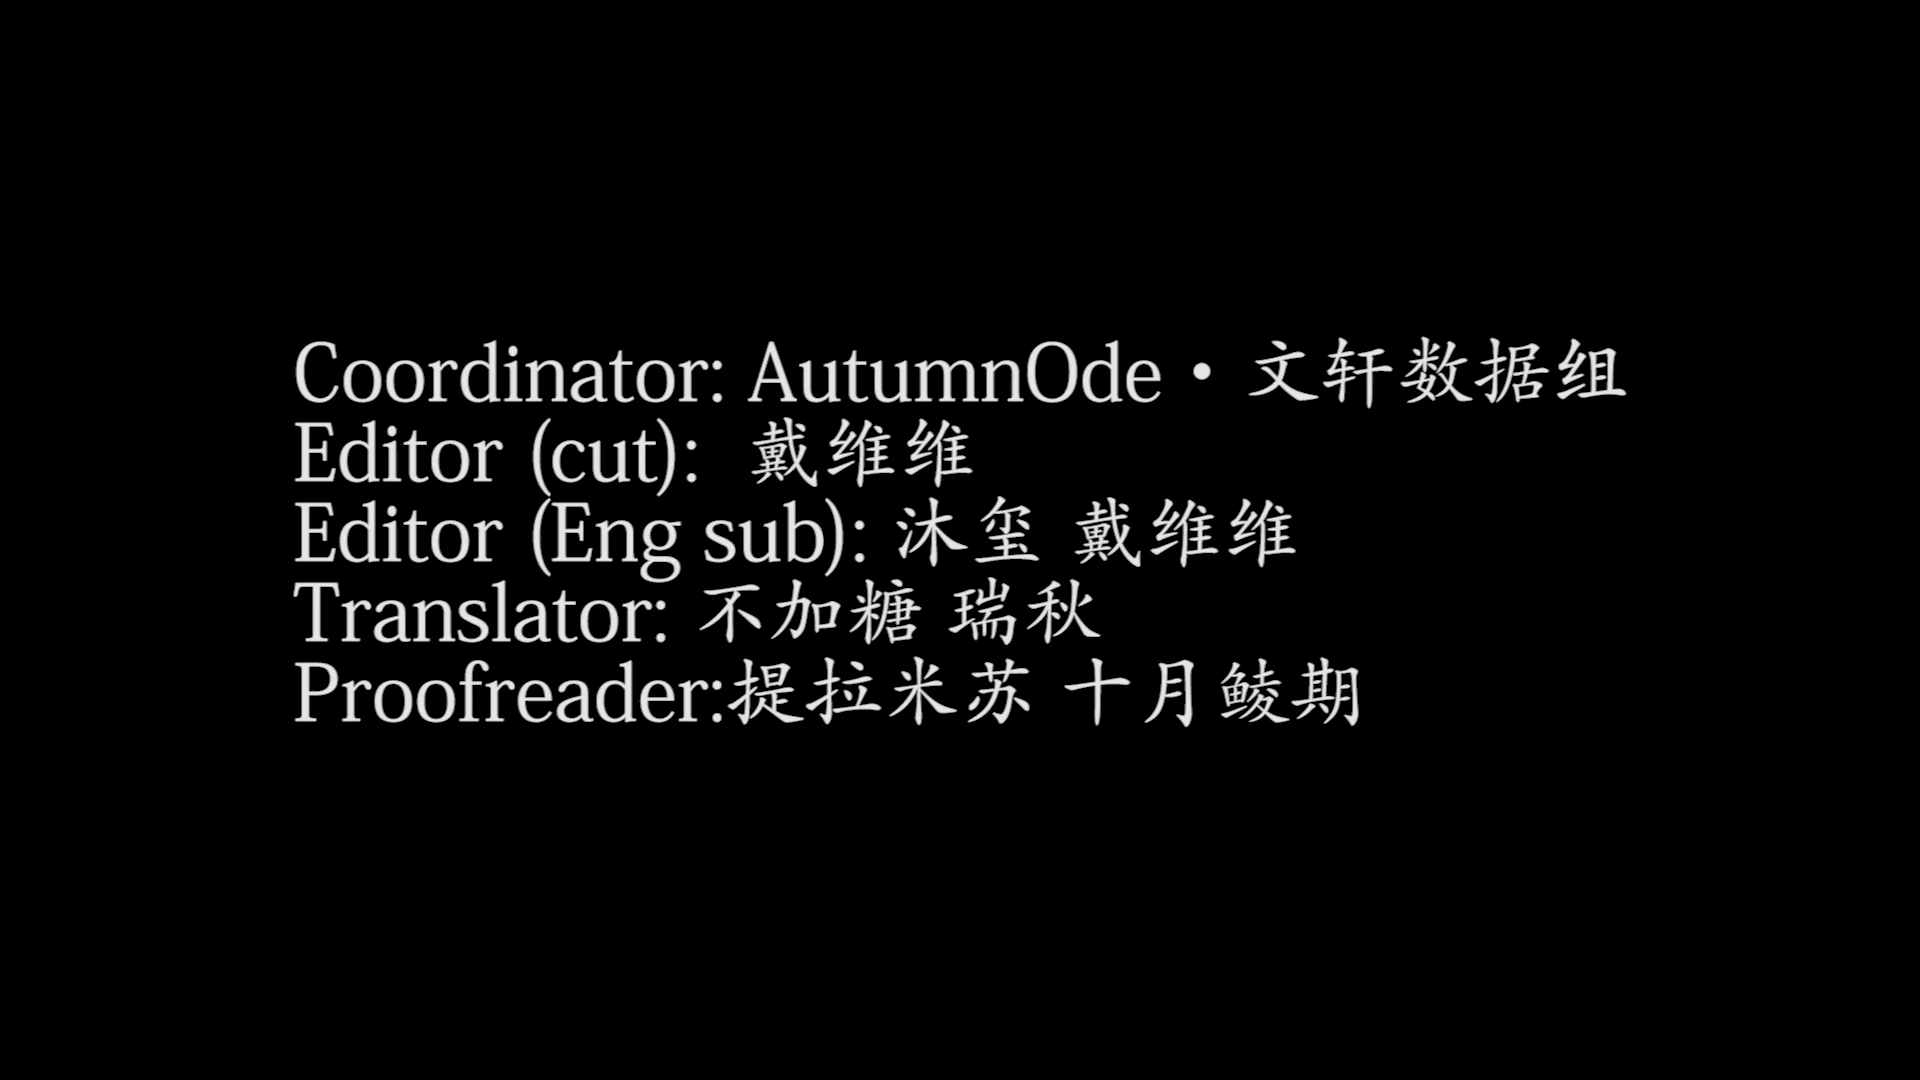 Coordinator: AutumnOde · 文轩数据组
Editor (cut): 戴维维
Editor (Eng sub): 沐玺 戴维维
Translator: 不加糖 瑞秋
Proofreader:提拉米苏 十月鲮期